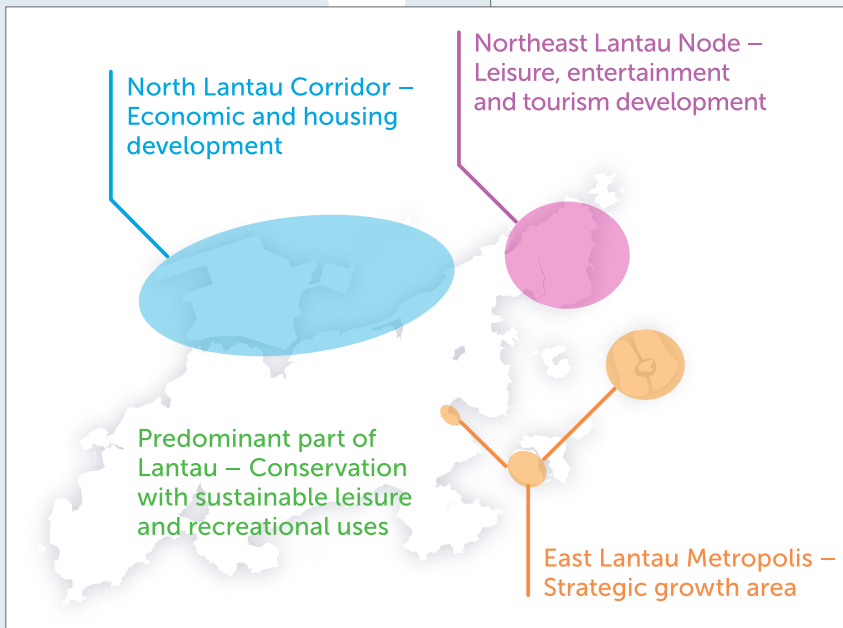 Northeast Lantau Node –
Leisure, entertainment
and tourism development
North Lantau Corridor –
Economic and housing
development
Predominant part of
Lantau – Conservation
with sustainable leisure
and recreational uses
East Lantau Metropolis –
Strategic growth area